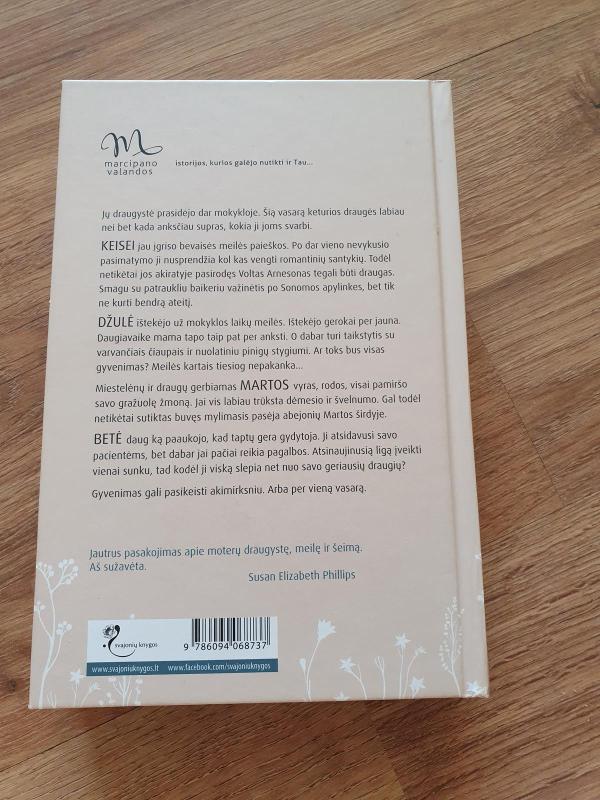 M
marcipano
valandos
istorijos, kurios galėjo nutikti ir Tau...
Jų draugystė prasidėjo dar mokykloje. Šią vasarą keturios draugės labiau
nei bet kada anksčiau supras, kokia ji joms svarbi.
KEISEI jau įgriso bevaisės meilės paieškos. Po dar vieno nevykusio
pasimatymo ji nusprendžia kol kas vengti romantinių santykių. Todėl
netikėtai jos akiratyje pasirodęs Voltas Arnesonas tegali būti draugas.
Smagu su patraukliu baikeriu važinėtis po Sonomos apylinkes, bet tik
ne kurti bendrą ateitį.
DŽULĖ ištekėjo už mokyklos laikų meilės. Ištekėjo gerokai per jauna.
Daugiavaike mama tapo taip pat per anksti. O dabar turi taikstytis su
varvančiais čiaupais ir nuolatiniu pinigų stygiumi. Ar toks bus visas
gyvenimas? Meilės kartais tiesiog nepakanka...
Miestelėnų ir draugų gerbiamas MARTOS vyras, rodos, visai pamiršo
savo gražuolę žmoną. Jai vis labiau trūksta dėmesio ir švelnumo. Gal todėl
netikėtai sutiktas buvęs mylimasis pasėja abejonių Martos širdyje.
BETĖ daug ką paaukojo, kad taptų gera gydytoja. Ji atsidavusi savo
pacientėms, bet dabar jai pačiai reikia pagalbos. Atsinaujinusią ligą įveikti
vienai sunku, tad kodėl ji viską slepia net nuo savo geriausių draugių?
Gyvenimas gali pasikeisti akimirksniu. Arba per vieną vasarą.
Jautrus pasakojimas apie moterų draugystę, meilę ir šeimą.
Aš sužavėta.
Susan Elizabeth Phillips
svajonių knygos
9 786094 068737
www.svajoniuknygos.lt www.facebook.com/svajoniuknygos